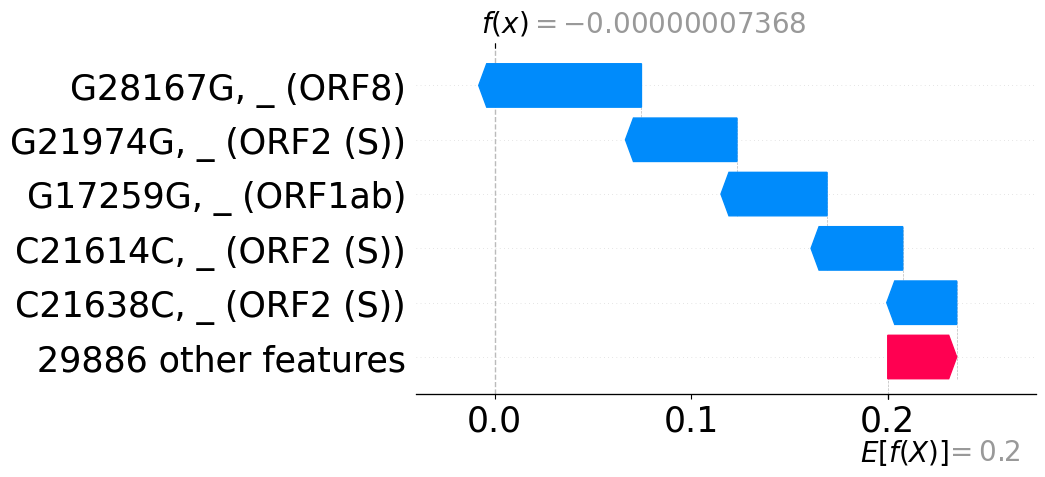 f(x) = −0.00000007368
G28167G, _ (ORF8)
G21974G, _ (ORF2 (S))
G17259G, _ (ORF1ab)
C21614C, _ (ORF2 (S))
C21638C, _ (ORF2 (S))
29886 other features
0.0 0.1 0.2
E[f(X)] = 0.2